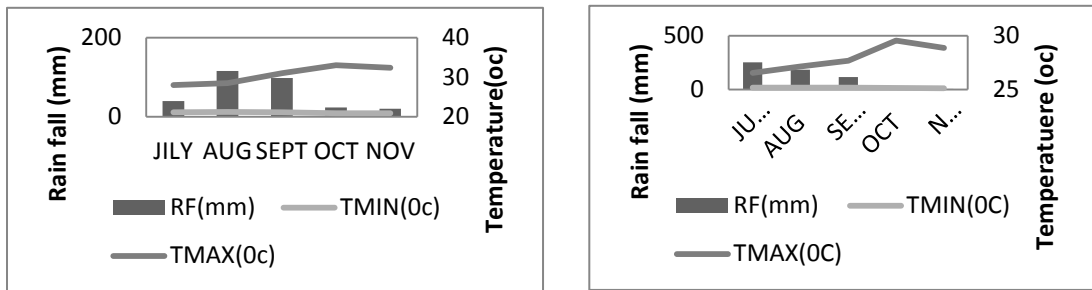 Rain fall (mm)
200
0
40
30
20
Temperature(oc)
JILY AUG SEPT OCT NOV
RF(mm) TMIN(0c)
TMAX(0c)
Rain fall (mm)
500
0
30
25
Temperatuere (oc)
JU... AUG SE... OCT N...
RF(mm) TMIN(0C)
TMAX(0C)